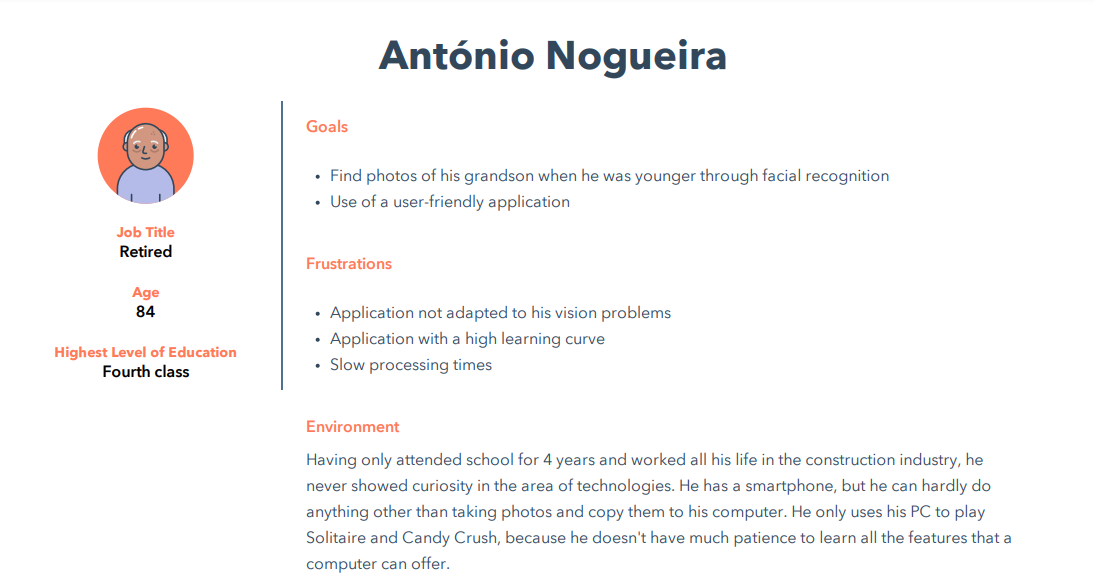 António Nogueira
Job Title
Retired
Age
84
Highest Level of Education
Fourth class
Goals
• Find photos of his grandson when he was younger through facial recognition
• Use of a user-friendly application
Frustrations
• Application not adapted to his vision problems
• Application with a high learning curve
• Slow processing times
Environment
Having only attended school for 4 years and worked all his life in the construction industry, he
never showed curiosity in the area of technologies. He has a smartphone, but he can hardly do
anything other than taking photos and copy them to his computer. He only uses his PC to play
Solitaire and Candy Crush, because he doesn't have much patience to learn all the features that a
computer can offer.